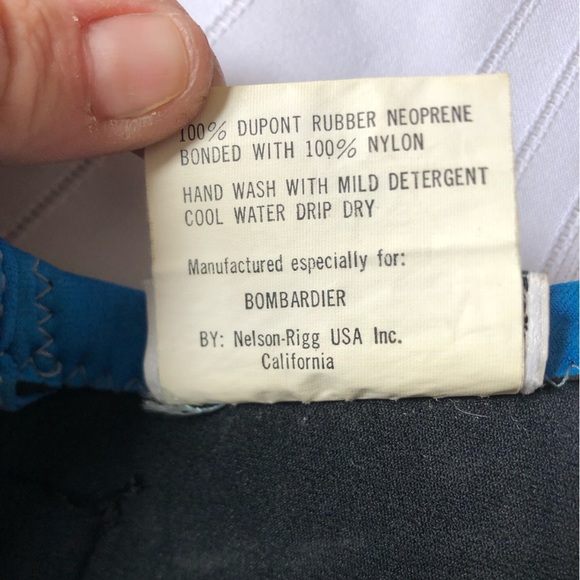 100% DUPONT RUBBER NEOPRENE
BONDED WITH 100% NYLON
HAND WASH WITH MILD DETERGENT
COOL WATER DRIP DRY
Manufactured especially for:
BOMBARDIER
BY: Nelson-Rigg USA Inc.
California